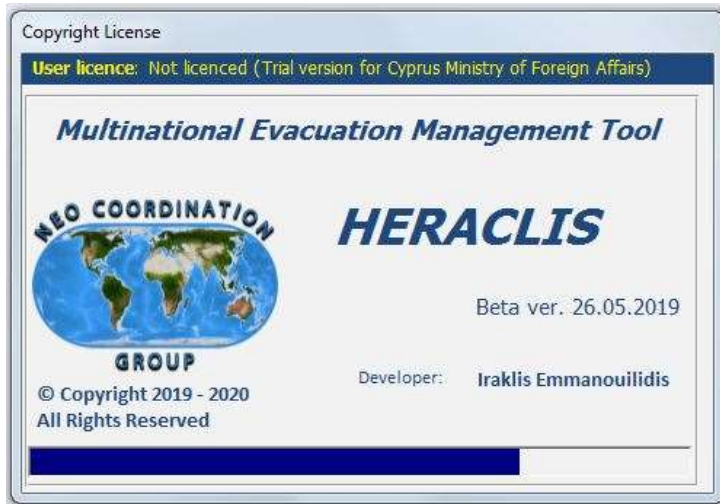 Copyright License
User licence: Not licenced (Trial version for Cyprus Ministry of Foreign Affairs)
Multinational Evacuation Management Tool
NEO COORDINATION
GROUP
HERACLIS
Beta ver. 26.05.2019
Developer: Iraklis Emmanouilidis
© Copyright 2019 - 2020
All Rights Reserved